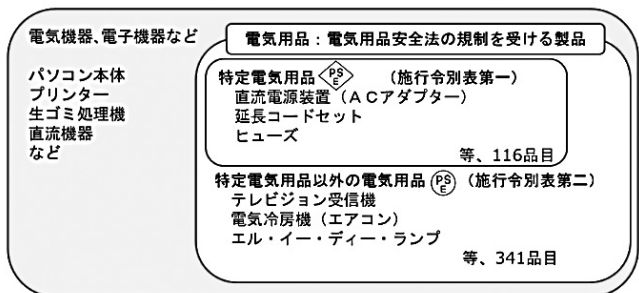 電気機器、電子機器など
パソコン本体
プリンター
生ゴミ処理機
直流機器
など
電気用品：電気用品安全法の規制を受ける製品
特定電気用品 PSE （施行令別表第一）
直流電源装置（ＡＣアダプター）
延長コードセット
ヒューズ
等、116品目
特定電気用品以外の電気用品 PSE （施行令別表第二）
テレビジョン受信機
電気冷房機（エアコン）
エル・イー・ディー・ランプ
等、341品目